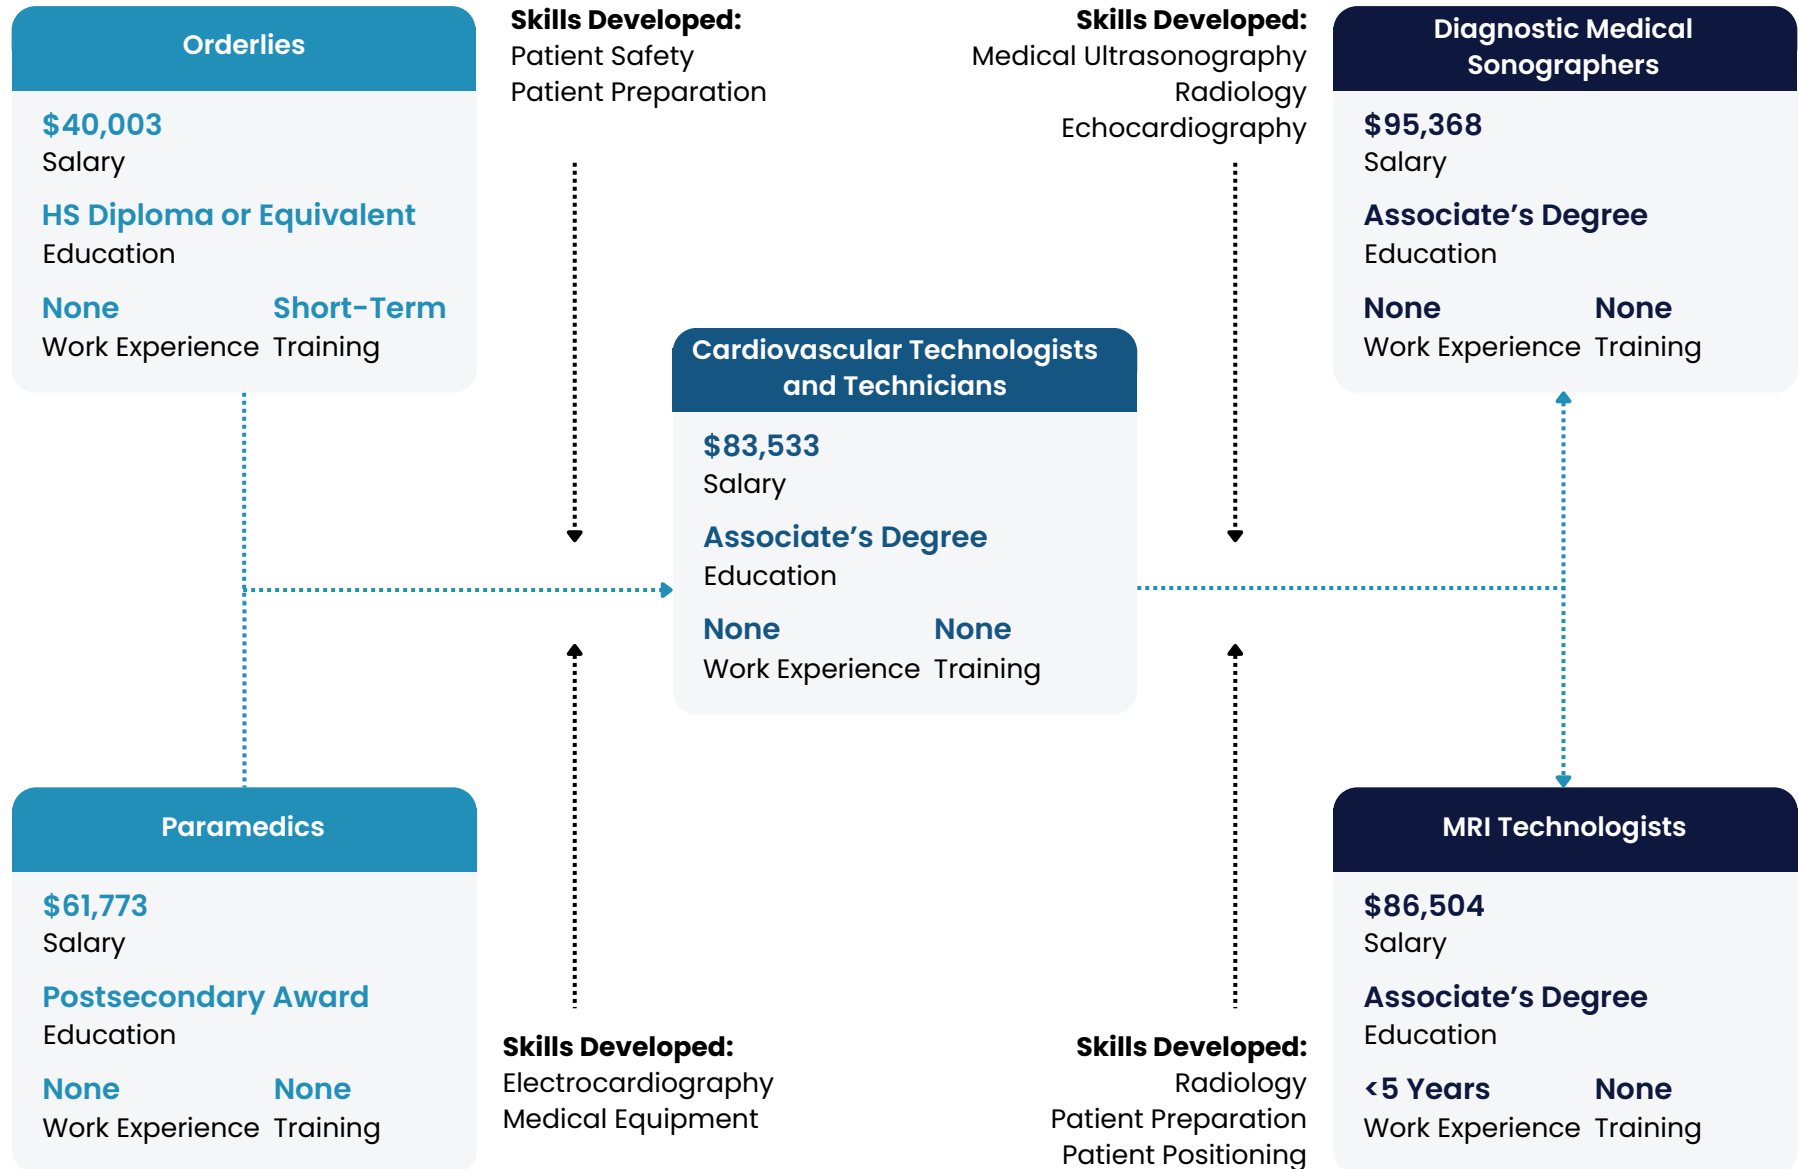 Orderlies
$40,003
Salary
HS Diploma or Equivalent
Education
None
Work Experience
Short-Term
Training
Skills Developed:
Patient Safety
Patient Preparation
Skills Developed:
Medical Ultrasonography
Radiology
Echocardiography
Diagnostic Medical
Sonographers
$95,368
Salary
Associate’s Degree
Education
None
Work Experience
None
Training
Cardiovascular Technologists
and Technicians
$83,533
Salary
Associate’s Degree
Education
None
Work Experience
None
Training
Paramedics
$61,773
Salary
Postsecondary Award
Education
None
Work Experience
None
Training
Skills Developed:
Electrocardiography
Medical Equipment
Skills Developed:
Radiology
Patient Preparation
Patient Positioning
MRI Technologists
$86,504
Salary
Associate’s Degree
Education
<5 Years
Work Experience
None
Training